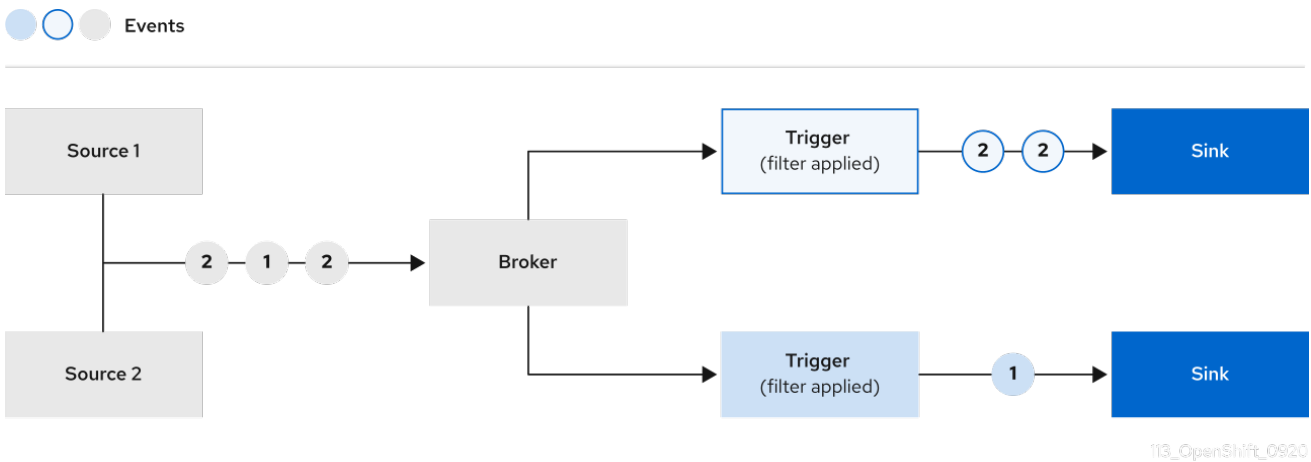 Events
Source 1
Trigger
(filter applied)
2
2
Sink
2
1
2
Broker
Source 2
Trigger
(filter applied)
1
Sink
113_OpenShift_0920